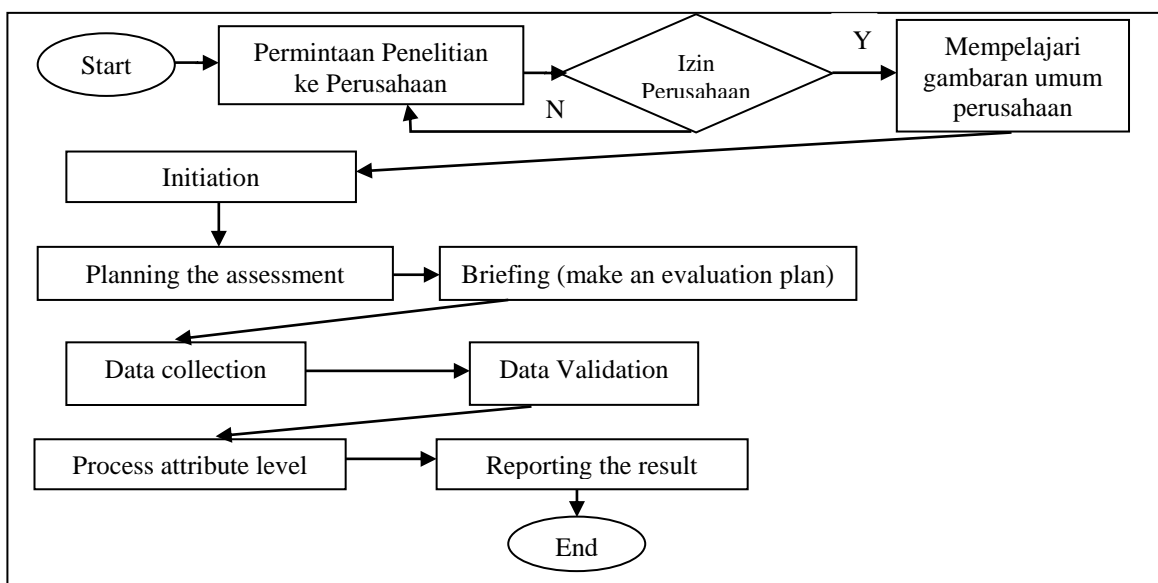 Start
Permintaan Penelitian
ke Perusahaan
Izin
Perusahaan
Y
N
Mempelajari
gambaran umum
perusahaan
Initiation
Planning the assessment
Briefing (make an evaluation plan)
Data collection
Data Validation
Process attribute level
Reporting the result
End